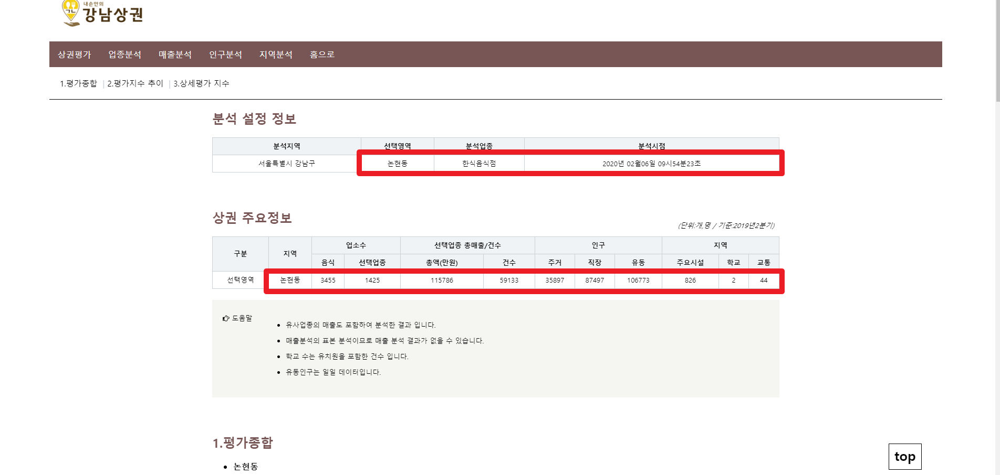 내손안의
강남상권
상권평가 업종분석 매출분석 인구분석 지역분석 홈으로
1.평가종합 | 2.평가지수 추이 | 3.상세평가 지수
분석 설정 정보
분석지역 선택영역 분석업종 분석시점
서울특별시 강남구 논현동 한식음식점 2020년 02월06일 09시54분23초
상권 주요정보
(단위:개,명 / 기준:2019년2분기)
구분 지역 업소수 선택업종 총매출/건수 인구 지역
음식 선택업종 총액(만원) 건수 주거 직장 유동 주요시설 학교 교통
선택영역 논현동 3455 1425 115786 59133 35897 87497 106773 826 2 44
도움말
• 유사업종의 매출도 포함하여 분석한 결과 입니다.
• 매출분석의 표본 분석이므로 매출 분석 결과가 없을 수 있습니다.
• 학교 수는 유치원을 포함한 건수 입니다.
• 유동인구는 일일 데이터입니다.
1.평가종합
• 논현동
top